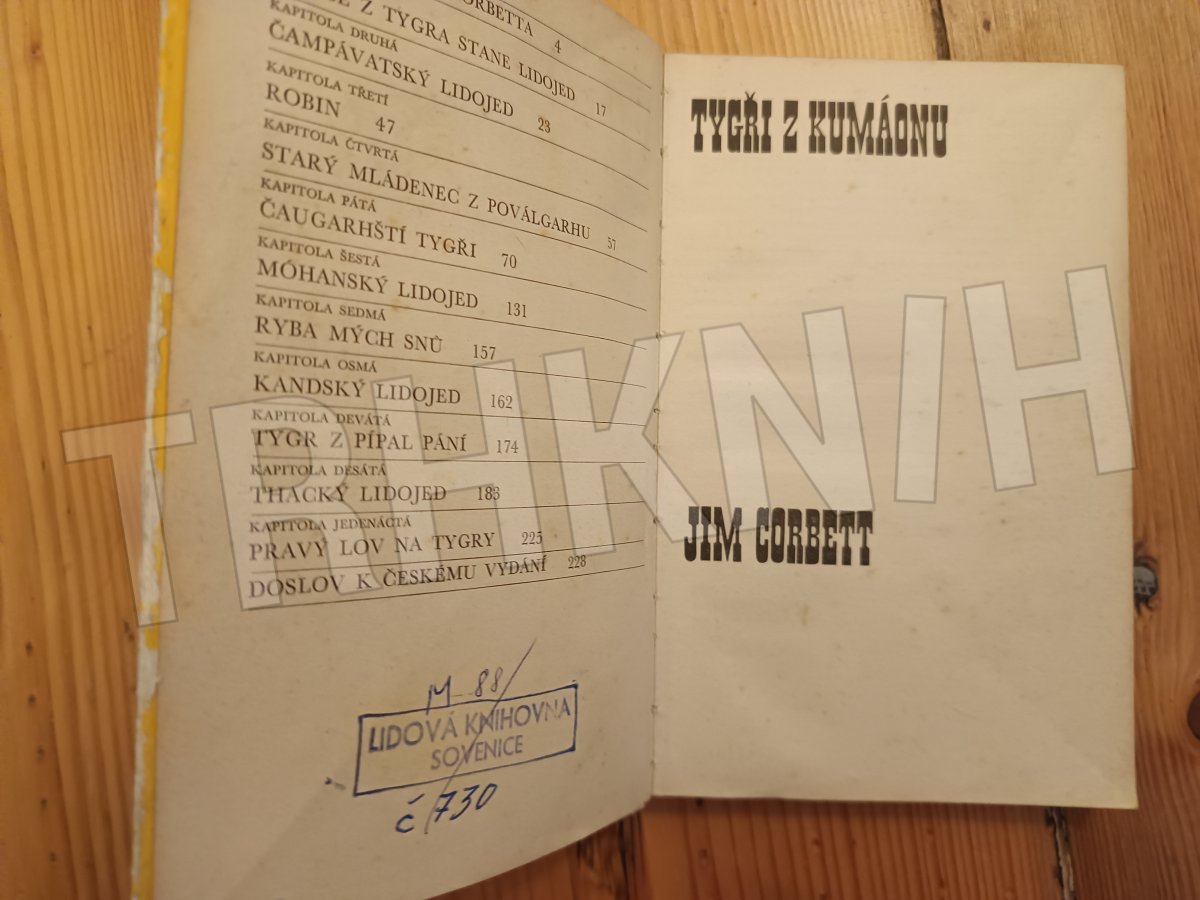 CORBETTA 4
Z TYGRA STANE LIDOJED 17
KAPITOLA DRUHÁ
ČAMPÁVATSKÝ LIDOJED 23
KAPITOLA TŘETÍ
ROBIN 47
KAPITOLA ČTVRTÁ
STARÝ MLÁDENEC Z POVÁLGARHU 57
KAPITOLA PÁTÁ
ČAUGARHŠTÍ TYGŘI 70
KAPITOLA ŠESTÁ
MÓHANSKÝ LIDOJED 131
KAPITOLA SEDMÁ
RYBA MÝCH SNŮ 157
KAPITOLA OSMÁ
KANDSKÝ LIDOJED 162
KAPITOLA DEVÁTÁ
TYGR Z PÍPAL PÁNÍ 174
KAPITOLA DESÁTÁ
THACKÝ LIDOJED 183
KAPITOLA JEDENÁCTÁ
PRAVÝ LOV NA TYGRY 225
DOSLOV K ČESKÉMU VYDÁNÍ 228
M 88
LIDOVÁ KNIHOVNA
SOVENICE
č 730
TYGŘI Z KUMÁONU
JIM CORBETT
TRHKNIH